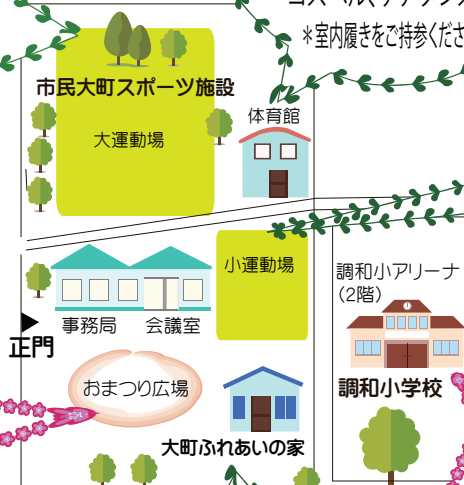 ＊室内履きをご持参くださ
市民大町スポーツ施設
体育館
大運動場
小運動場
調和小アリーナ
(2階)
事務局
会議室
正門
おまつり広場
調和小学校
大町ふれあいの家